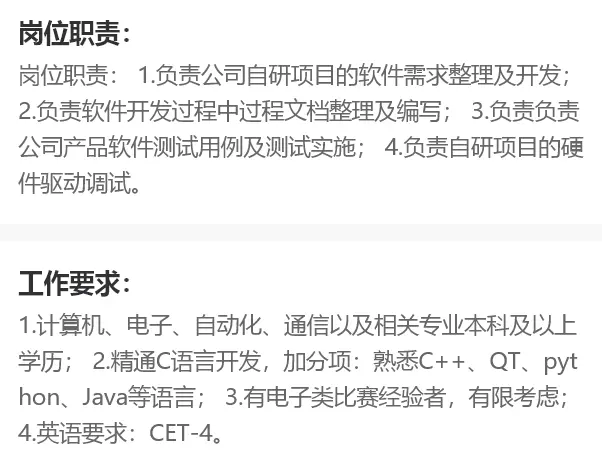 岗位职责：
岗位职责： 1.负责公司自研项目的软件需求整理及开发；
2.负责软件开发过程中过程文档整理及编写； 3.负责负责
公司产品软件测试用例及测试实施； 4.负责自研项目的硬
件驱动调试。
工作要求：
1.计算机、电子、自动化、通信以及相关专业本科及以上
学历； 2.精通C语言开发，加分项：熟悉C++、QT、pyt
hon、Java等语言； 3.有电子类比赛经验者，有限考虑；
4.英语要求：CET-4。